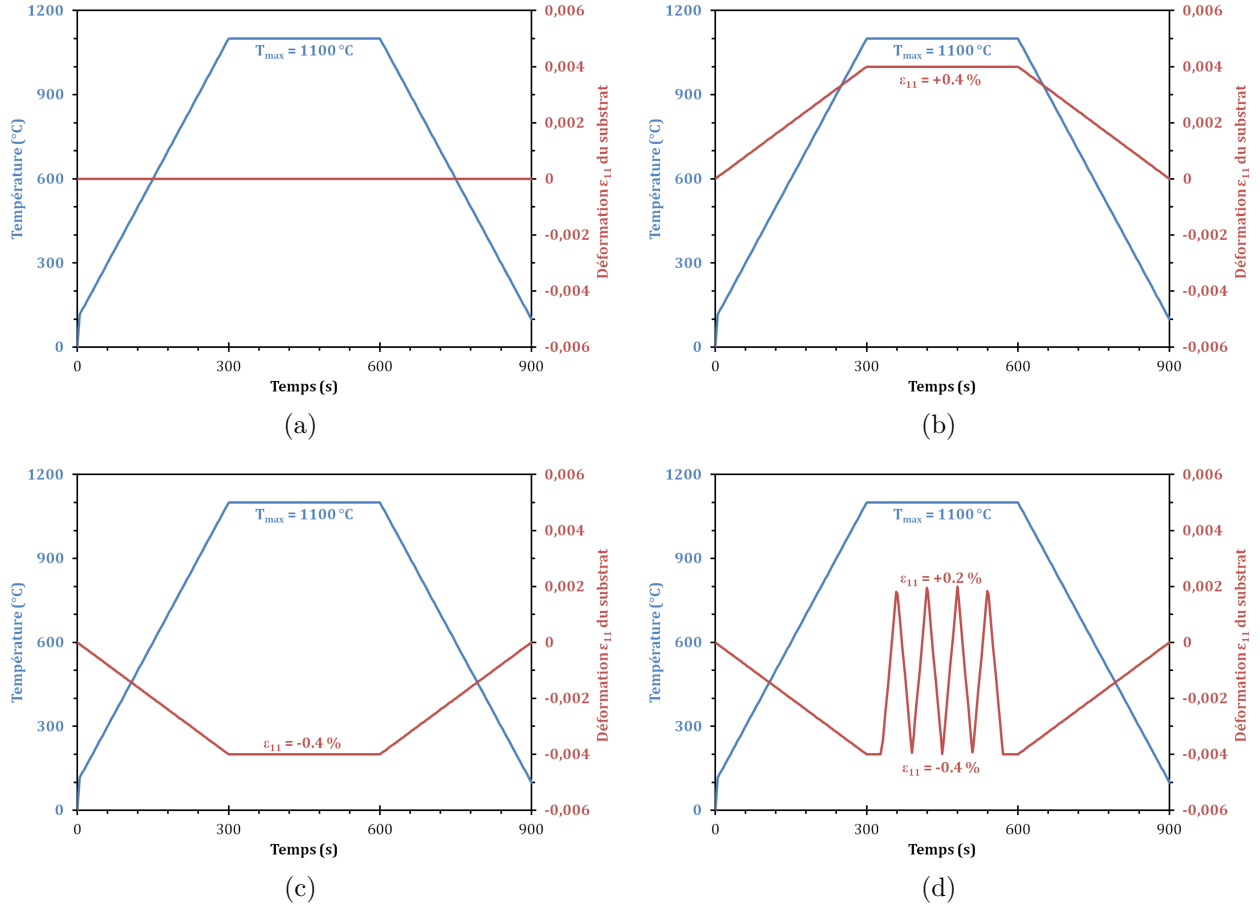 1200
900
600
300
0
Température (°C)
T_max = 1100 °C
0,006
0,004
0,002
0
-0,002
-0,004
-0,006
Déformation ε₁₁ du substrat
0 300 600 900
Temps (s)
(a)
1200
900
600
300
0
Température (°C)
T_max = 1100 °C
ε₁₁ = +0.4 %
0,006
0,004
0,002
0
-0,002
-0,004
-0,006
Déformation ε₁₁ du substrat
0 300 600 900
Temps (s)
(b)
1200
900
600
300
0
Température (°C)
T_max = 1100 °C
ε₁₁ = -0.4 %
0,006
0,004
0,002
0
-0,002
-0,004
-0,006
Déformation ε₁₁ du substrat
0 300 600 900
Temps (s)
(c)
1200
900
600
300
0
Température (°C)
T_max = 1100 °C
ε₁₁ = +0.2 %
ε₁₁ = -0.4 %
0,006
0,004
0,002
0
-0,002
-0,004
-0,006
Déformation ε₁₁ du substrat
0 300 600 900
Temps (s)
(d)